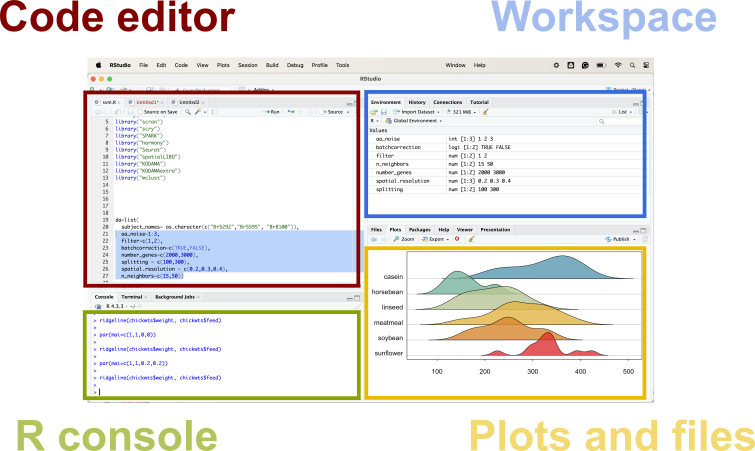 Code editor
Workspace
RStudio File Edit Code View Plots Session Build Debug Profile Tools Window Help
RStudio
svm.R Untitled1* Untitled2
Source on Save Run Source
5 library("scran")
6 library("scry")
7 library("SPARK")
8 library("harmony")
9 library("Seurat")
10 library("spatialLIBD")
11 library("KODAMA")
12 library("KODAMAextra")
13 library("mclust")
14
15
16
17
18
19 da=list(
20 subject_names= as.character(c("Br5292","Br5595", "Br8100")),
21 aa_noise=1:3,
22 filter=c(1,2),
23 batchcorrection=c(TRUE,FALSE),
24 number_genes=c(2000,3000),
25 splitting = c(100,300),
26 spatial.resolution = c(0.2,0.3,0.4),
27 n_neighbors=c(15,50))
Environment History Connections Tutorial
Import Dataset 321 MiB List
R Global Environment
Values
aa_noise int [1:3] 1 2 3
batchcorrection logi [1:2] TRUE FALSE
filter num [1:2] 1 2
n_neighbors num [1:2] 15 50
number_genes num [1:2] 2000 3000
spatial.resolution num [1:3] 0.2 0.3 0.4
splitting num [1:2] 100 300
Console Terminal Background Jobs
R 4.3.1 · ~/
> ridgeline(chickwts$weight, chickwts$feed)
>
> par(mai=c(1,1,0,0))
>
> ridgeline(chickwts$weight, chickwts$feed)
>
> par(mai=c(1,1,0.2,0.2))
>
> ridgeline(chickwts$weight, chickwts$feed)
>
>
Files Plots Packages Help Viewer Presentation
Zoom Export Publish
casein
horsebean
linseed
meatmeal
soybean
sunflower
100 200 300 400 500
R console
Plots and files